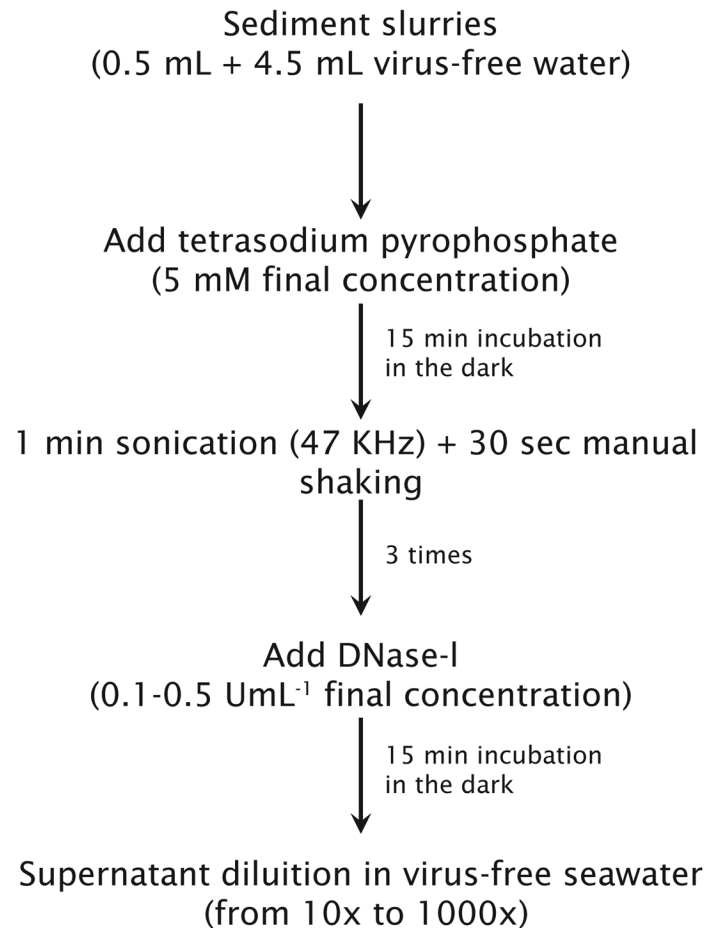 Sediment slurries
(0.5 mL + 4.5 mL virus-free water)
Add tetrasodium pyrophosphate
(5 mM final concentration)
15 min incubation
in the dark
1 min sonication (47 KHz) + 30 sec manual
shaking
3 times
Add DNase-l
(0.1-0.5 UmL⁻¹ final concentration)
15 min incubation
in the dark
Supernatant diluition in virus-free seawater
(from 10x to 1000x)